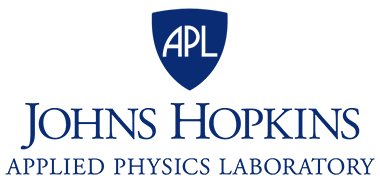 APL
JOHNS HOPKINS
APPLIED PHYSICS LABORATORY